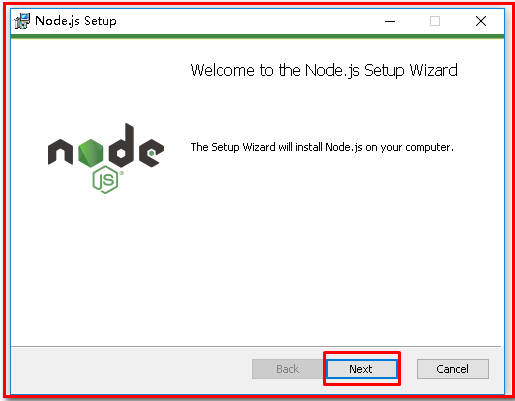 Node.js Setup
Welcome to the Node.js Setup Wizard
node
JS
The Setup Wizard will install Node.js on your computer.
Back
Next
Cancel